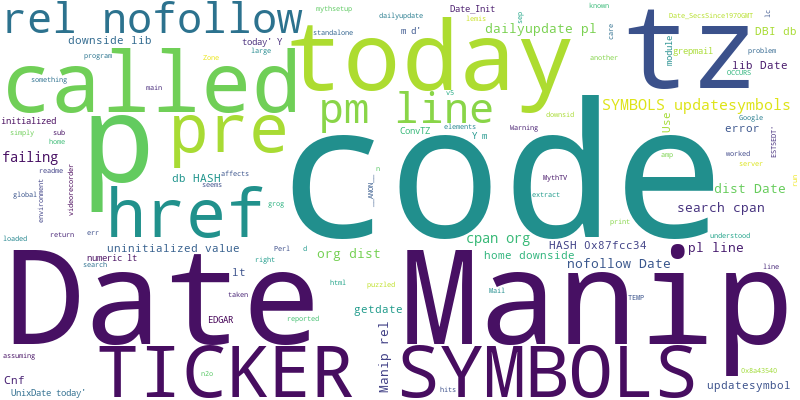 rel nofollow
mythsetup
dailyupdate
Date_Init
known
Date_SecsSince1970GMT
lc
downside lib
today' Y
standalone
lemis
sep
m d'
dailyupdate pl
care
today
tz
module
grepmail
DBI db
problem
program
Zone
large
another
OCCURS
lib Date
something
called
main
vs
elements
SYMBOLS updatesymbols
initialized
p
pre
pm line
ConvTZ
Y m
Warning
downsid
Use
error
Google
simply
sub
home
code
worked
server
ESTSEDT'
failing
db HASH
affects
n
__ANON__
MythTV
amp
readme
seems
extract
dist Date
global
environment
videorecorder
href
grog
search cpan
print
loaded
return
err
Perl
d
cpan org
HASH 0x87fcc34
understood
uninitialized value
right
org dist
home downside
pl line
numeric lt
search
lt
html
puzzled
Mail
nofollow Date
line
Date Manip
taken
TEMP
getdate
EDGAR
reported
assuming
Manip rel
TICKER SYMBOLS
n2o
0x8a43540
Cnf
hits
updatesymbol
UnixDate today'